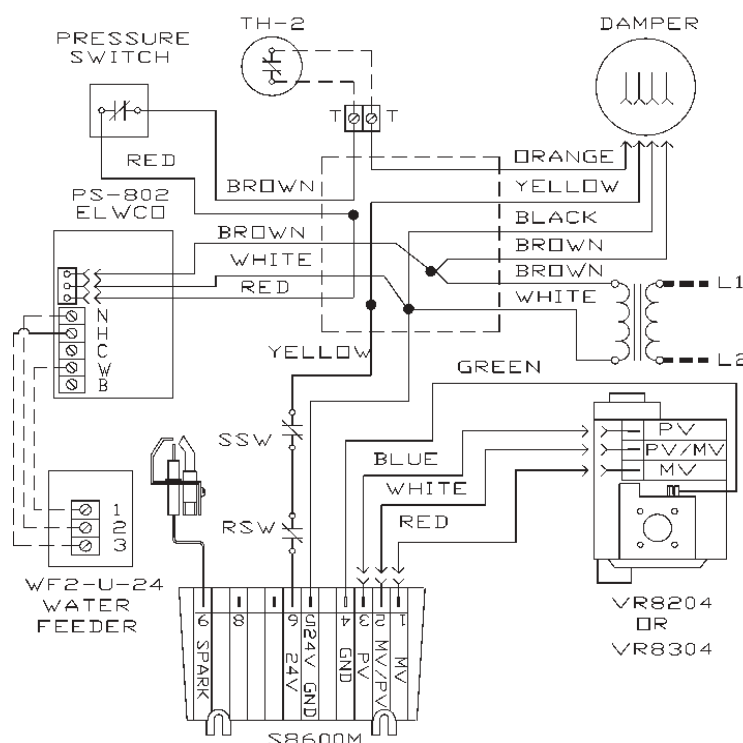 TH-2
DAMPER
PRESSURE
SWITCH
T T
RED
ORANGE
BROWN
YELLOW
PS-802
ELWCO
BLACK
BROWN
BROWN
WHITE
BROWN
RED
WHITE
L1
N
H
C
W
B
YELLOW
GREEN
L2
PV
SSW
BLUE
PV/MV
WHITE
MV
1
2
3
RSW
RED
WF2-U-24
WATER
FEEDER
VR8204
OR
VR8304
9 8 6 5 4 3 2 1
SPARK
24V
24V GND
GND
PV
MV/PV
MV
S8600M